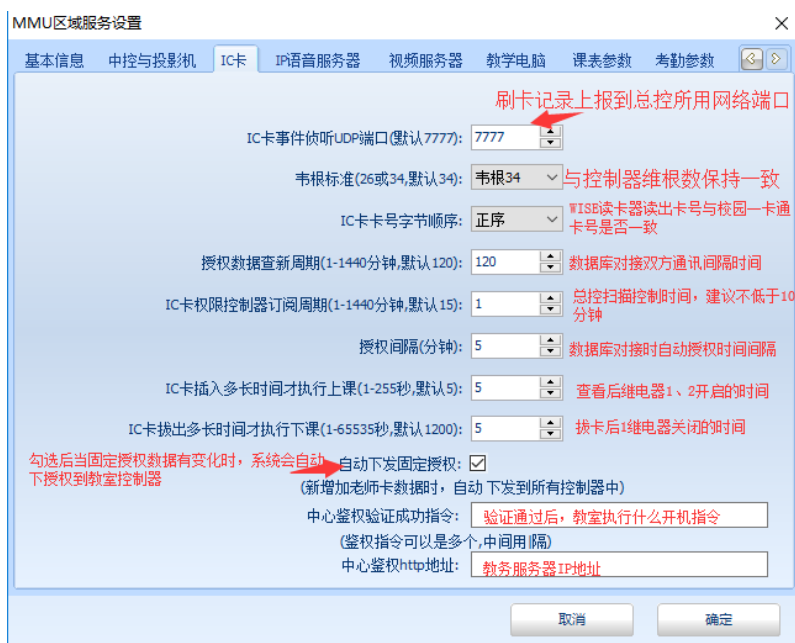 MMU区域服务设置
基本信息 中控与投影机 IC卡 IP语音服务器 视频服务器 教学电脑 课表参数 考勤参数
刷卡记录上报到总控所用网络端口
IC卡事件侦听UDP端口(默认7777): 7777
韦根标准(26或34,默认34): 韦根34 与控制器维根数保持一致
IC卡卡号字节顺序: 正序 WISE读卡器读出卡号与校园一卡通
卡号是否一致
授权数据查新周期(1-1440分钟,默认120): 120 数据库对接双方通讯间隔时间
IC卡权限控制器订阅周期(1-1440分钟,默认15): 1 总控扫描控制时间，建议不低于10
分钟
授权间隔(分钟): 5 数据库对接时自动授权时间间隔
IC卡插入多长时间才执行上课(1-255秒,默认5): 5 查看后继电器1、2开启的时间
IC卡拔出多长时间才执行下课(1-65535秒,默认1200): 5 拔卡后1继电器关闭的时间
勾选后当固定授权数据有变化时，系统会自动
下授权到教室控制器
自动下发固定授权:
(新增加老师卡数据时，自动下发到所有控制器中)
中心鉴权验证成功指令: 验证通过后，教室执行什么开机指令
(鉴权指令可以是多个,中间用|隔)
中心鉴权http地址: 教务服务器IP地址
取消 确定